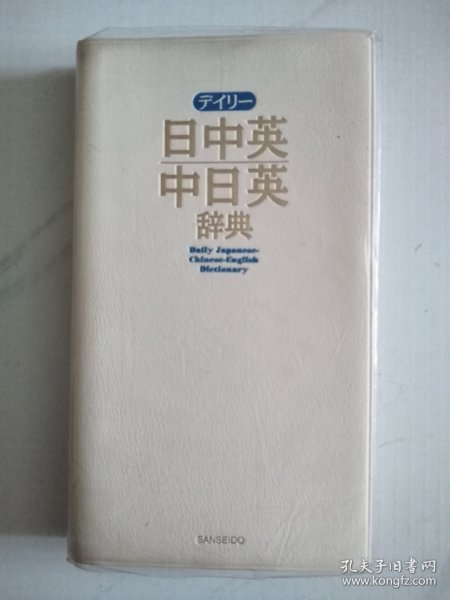 デイリー
日中英
中日英
辞典
Daily Japanese-
Chinese-English
Dictionary
SANSEIDO
孔夫子旧书网
www.kongfz.com